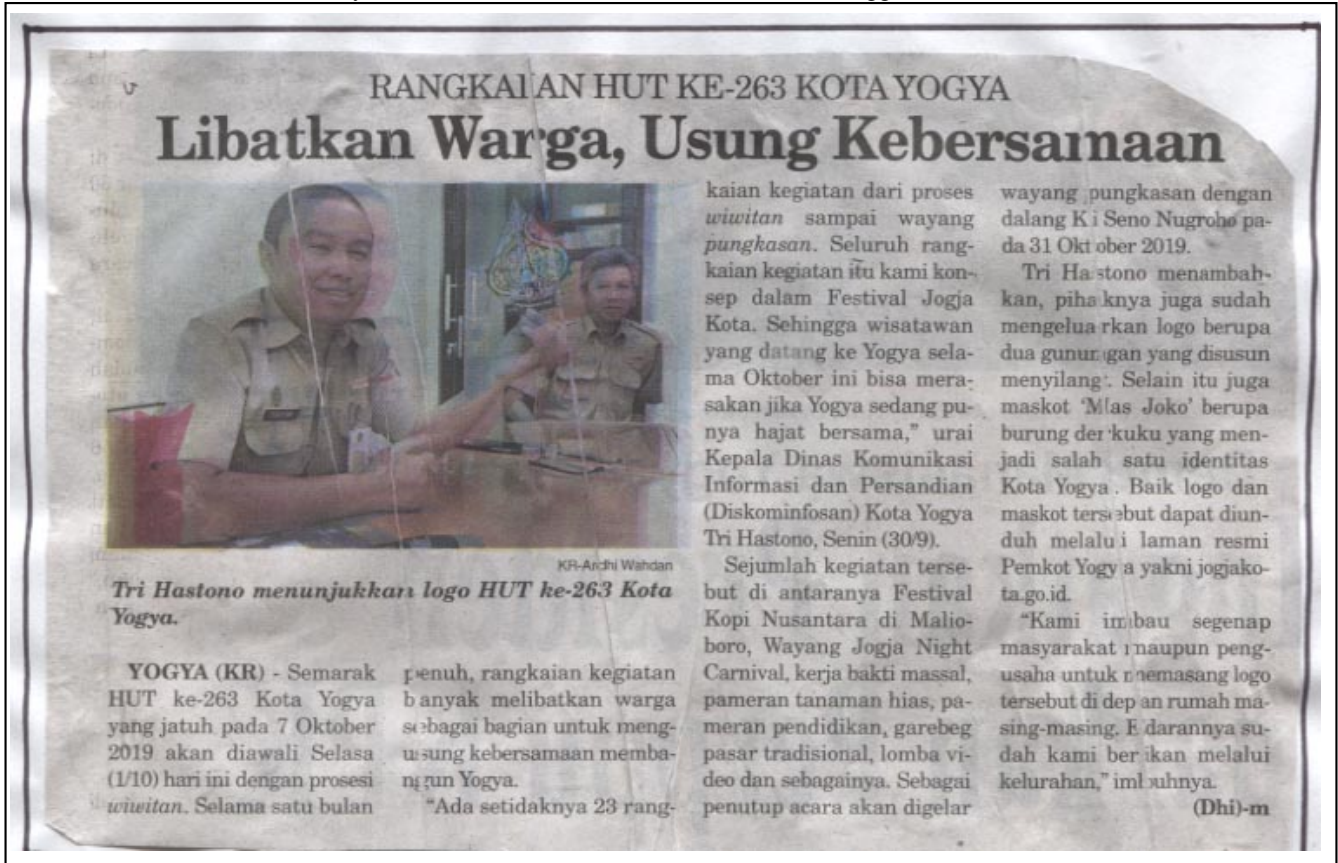 RANGKAIAN HUT KE-263 KOTA YOGYA
Libatkan Warga, Usung Kebersamaan
KR-Ardhi Wahdan
Tri Hastono menunjukkan logo HUT ke-263 Kota
Yogya.
YOGYA (KR) - Semarak
HUT ke-263 Kota Yogya
yang jatuh pada 7 Oktober
2019 akan diawali Selasa
(1/10) hari ini dengan prosesi
wiwitan. Selama satu bulan
penuh, rangkaian kegiatan
banyak melibatkan warga
sebagai bagian untuk meng-
usung kebersamaan memba-
ngun Yogya.
"Ada setidaknya 23 rang-
kaian kegiatan dari proses
wiwitan sampai wayang
pungkasan. Seluruh rang-
kaian kegiatan itu kami kon-
sep dalam Festival Jogja
Kota. Sehingga wisatawan
yang datang ke Yogya sela-
ma Oktober ini bisa mera-
sakan jika Yogya sedang pu-
nya hajat bersama," urai
Kepala Dinas Komunikasi
Informasi dan Persandian
(Diskominfosan) Kota Yogya
Tri Hastono, Senin (30/9).
Sejumlah kegiatan terse-
but di antaranya Festival
Kopi Nusantara di Malio-
boro, Wayang Jogja Night
Carnival, kerja bakti massal,
pameran tanaman hias, pa-
meran pendidikan, garebeg
pasar tradisional, lomba vi-
deo dan sebagainya. Sebagai
penutup acara akan digelar
wayang pungkasan dengan
dalang Ki Seno Nugroho pa-
da 31 Oktober 2019.
Tri Hastono menambah-
kan, pihaknya juga sudah
mengeluarkan logo berupa
dua gunungan yang disusun
menyilang. Selain itu juga
maskot 'Mas Joko' berupa
burung derkuku yang men-
jadi salah satu identitas
Kota Yogya. Baik logo dan
maskot tersebut dapat diun-
duh melalui laman resmi
Pemkot Yogya yakni jogjako-
ta.go.id.
"Kami imbau segenap
masyarakat maupun peng-
usaha untuk memasang logo
tersebut di depan rumah ma-
sing-masing. Edarannya su-
dah kami berikan melalui
kelurahan," imbuhnya.
(Dhi)-m